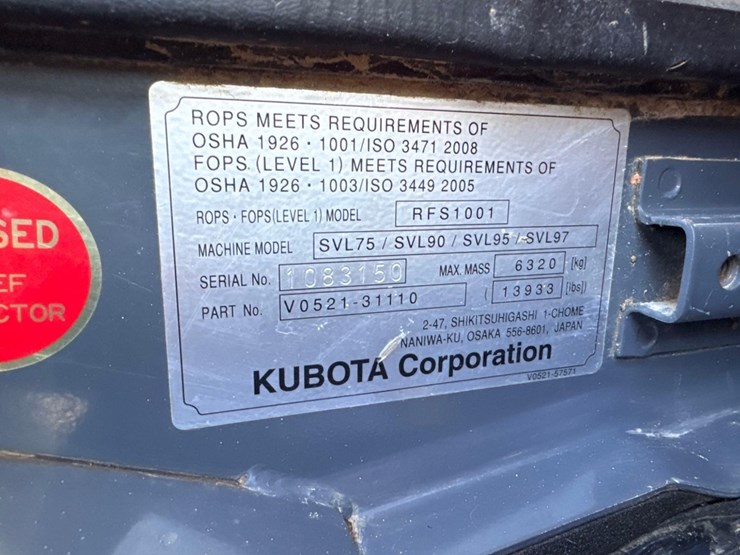 ROPS MEETS REQUIREMENTS OF
OSHA 1926・1001/ISO 3471 2008
FOPS. (LEVEL 1) MEETS REQUIREMENTS OF
OSHA 1926・1003/ISO 3449 2005
ROPS・FOPS(LEVEL 1) MODEL RFS1001
MACHINE MODEL SVL75 / SVL90 / SVL95 / SVL97
SERIAL No. 1083150 MAX. MASS 6320 [kg]
PART No. V0521-31110 ( 13933 [lbs])
2-47, SHIKITSUHIGASHI 1-CHOME
NANIWA-KU, OSAKA 556-8601, JAPAN
KUBOTA Corporation
V0521-57571
SED
EF
CTOR